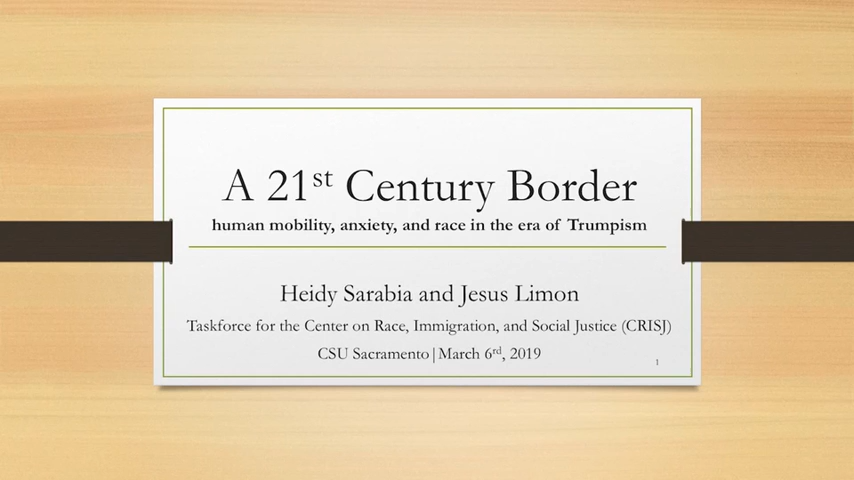 A 21st Century Border
human mobility, anxiety, and race in the era of Trumpism
Heidy Sarabia and Jesus Limon
Taskforce for the Center on Race, Immigration, and Social Justice (CRISJ)
CSU Sacramento|March 6rd, 2019
1